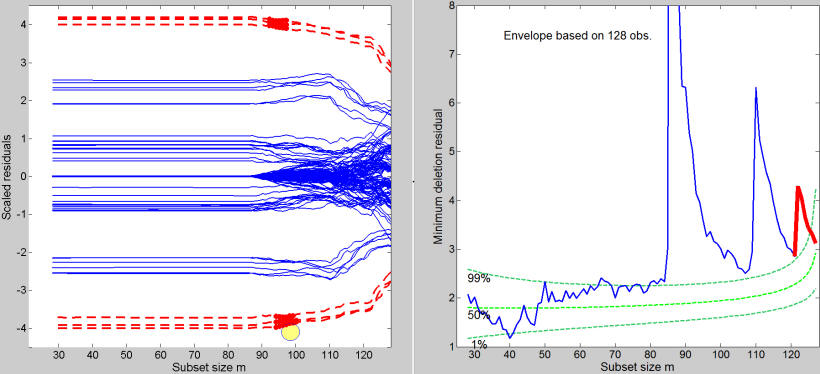 4
3
2
1
0
-1
-2
-3
-4
Scaled residuals
30 40 50 60 70 80 90 100 110 120
Subset size m
Envelope based on 128 obs.
8
7
6
5
4
3
2
1
Minimum deletion residual
99%
50%
1%
30 40 50 60 70 80 90 100 110 120
Subset size m